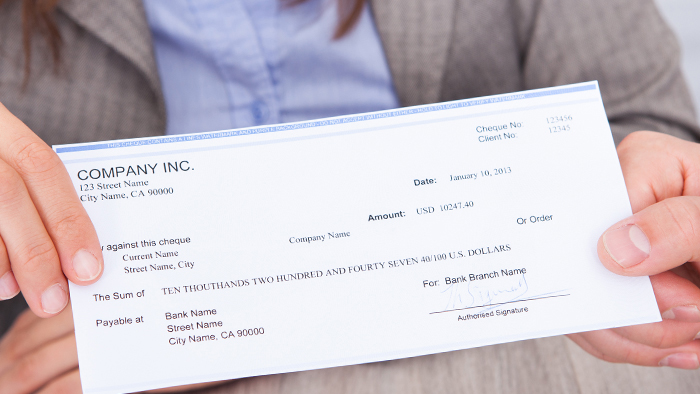 COMPANY INC.
123 Street Name
City Name, CA 90000
Cheque No: 123456
Client No: 12345
Date: January 10, 2013
Amount: USD 10247.40
against this cheque
Company Name
Or Order
Current Name
Street Name, City
The Sum of TEN THOUTHANDS TWO HUNDRED AND FOURTY SEVEN 40/100 U.S. DOLLARS
Payable at
Bank Name
Street Name
City Name, CA 90000
For: Bank Branch Name
Authorised Signature